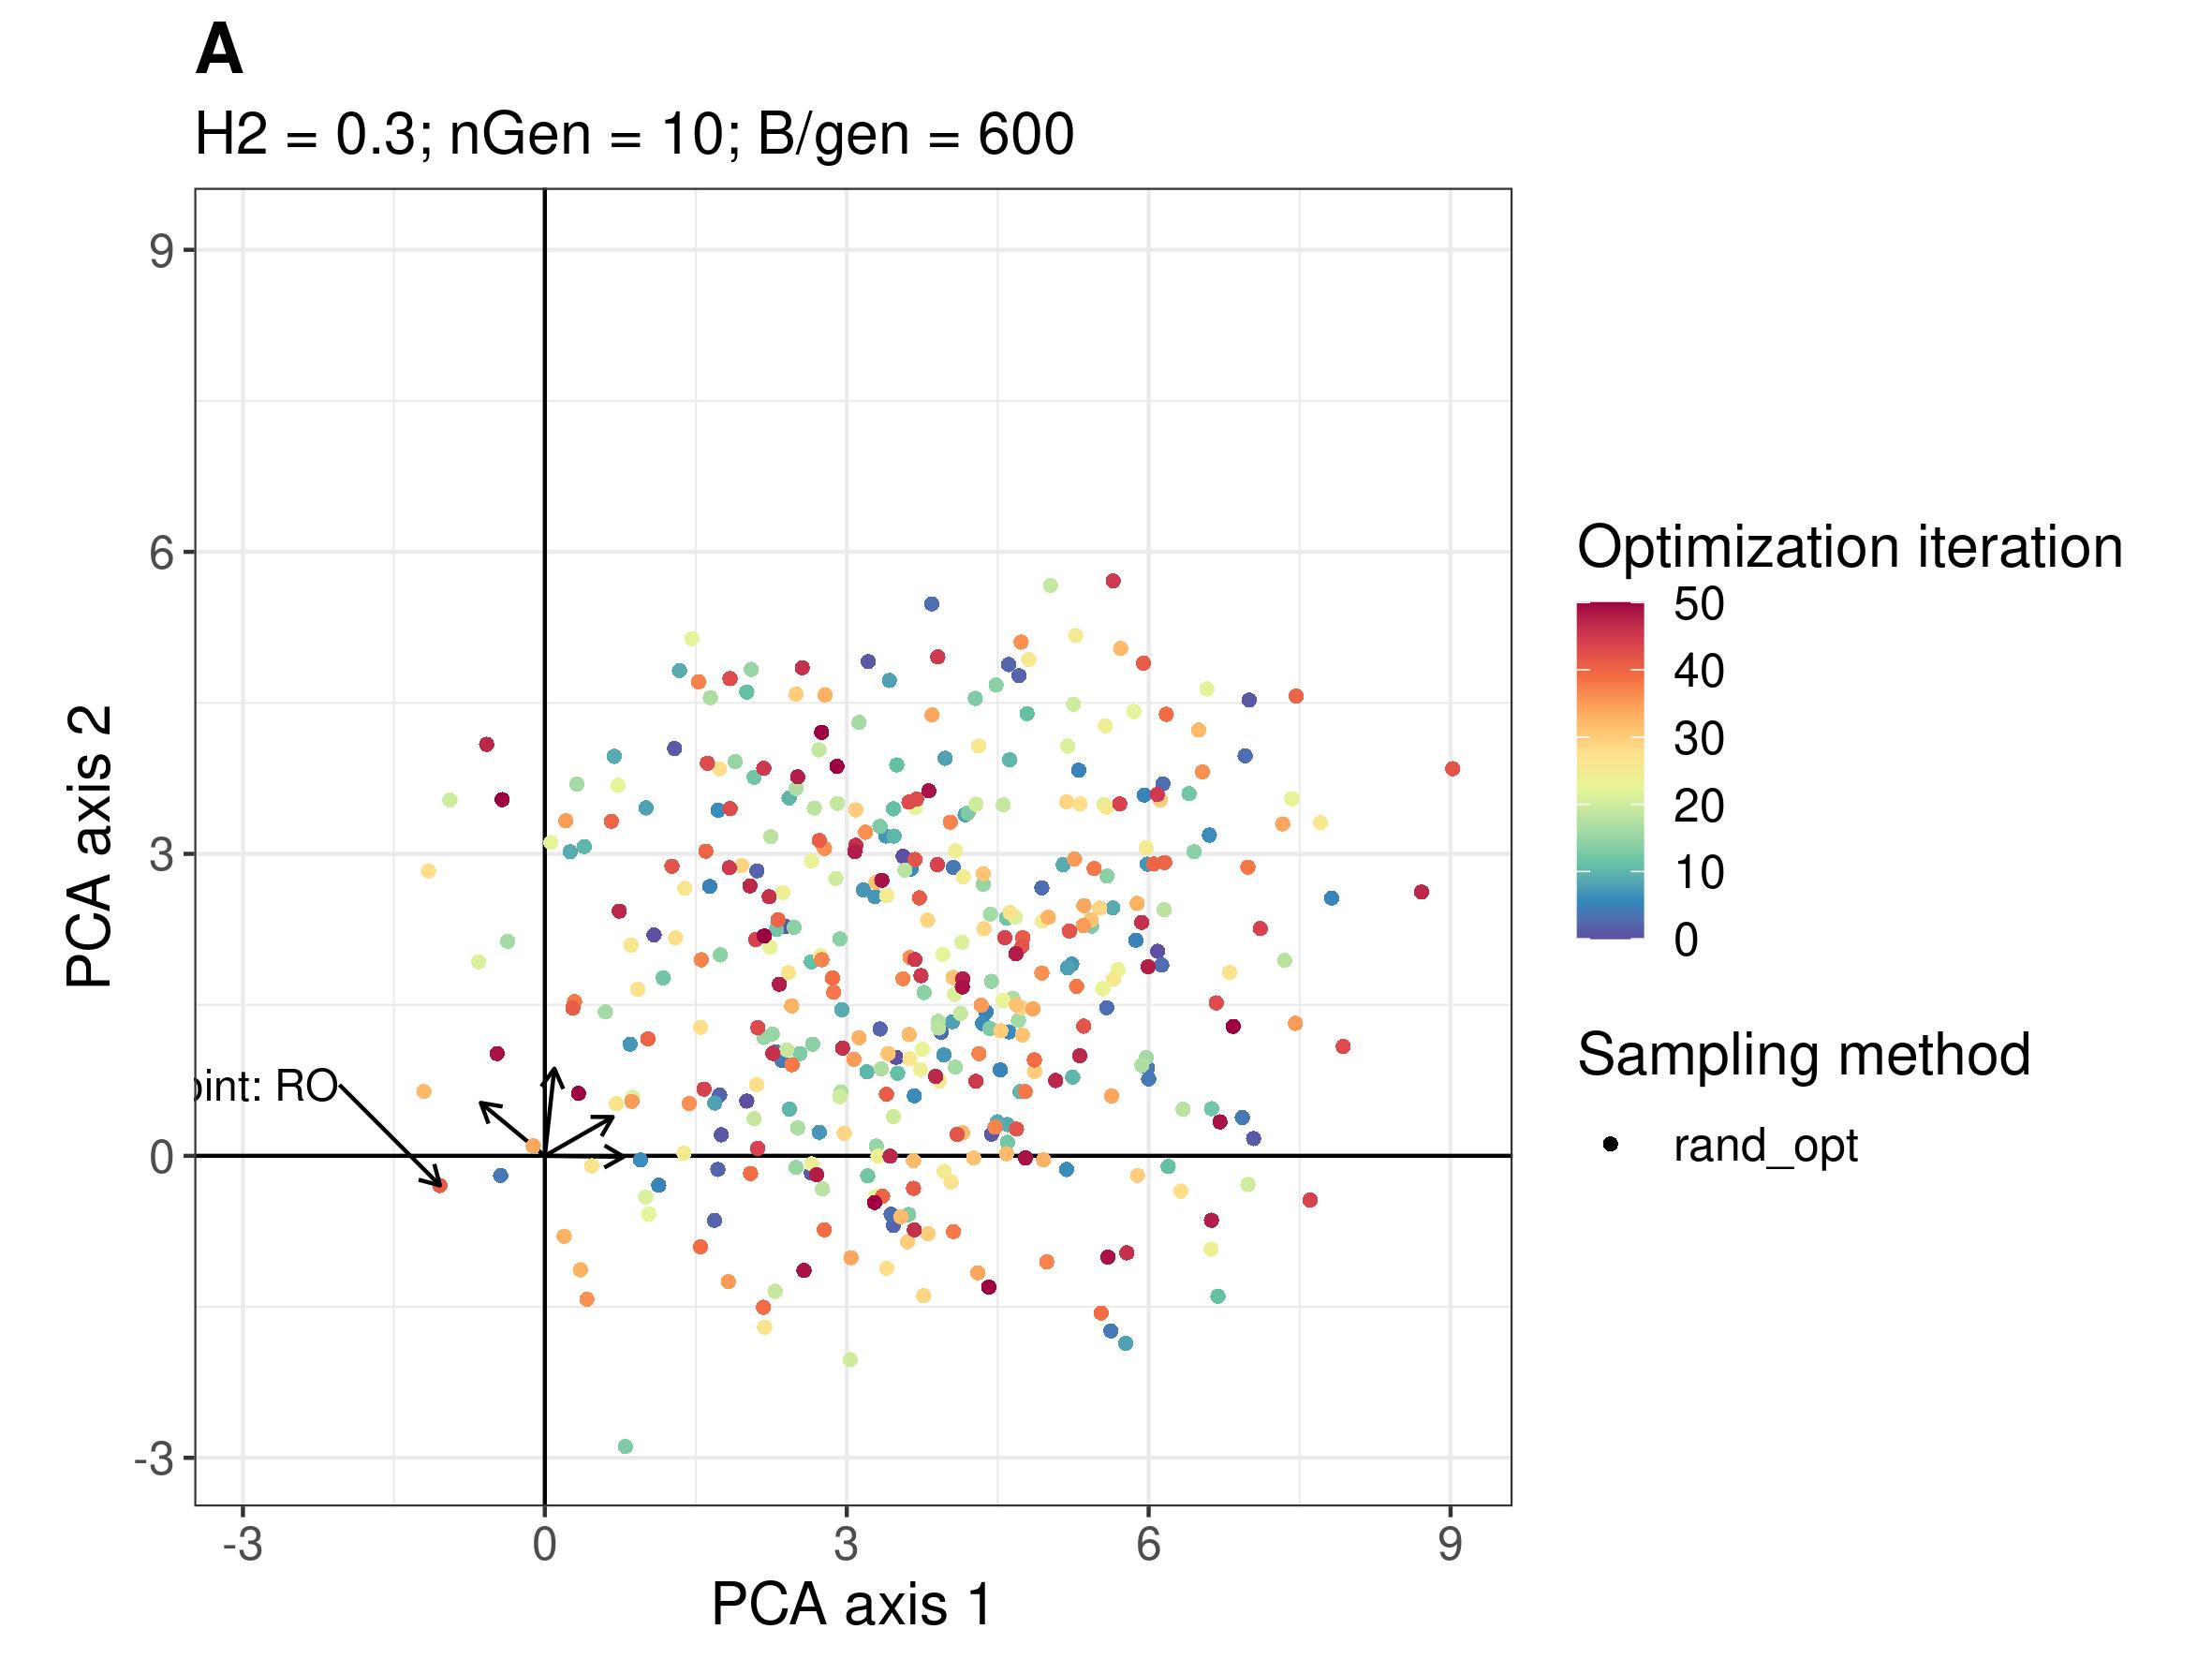 A
H2 = 0.3; nGen = 10; B/gen = 600
PCA axis 2
9
6
3
0
-3
int: RO
-3
0
3
6
9
PCA axis 1
Optimization iteration
50
40
30
20
10
0
Sampling method
rand_opt